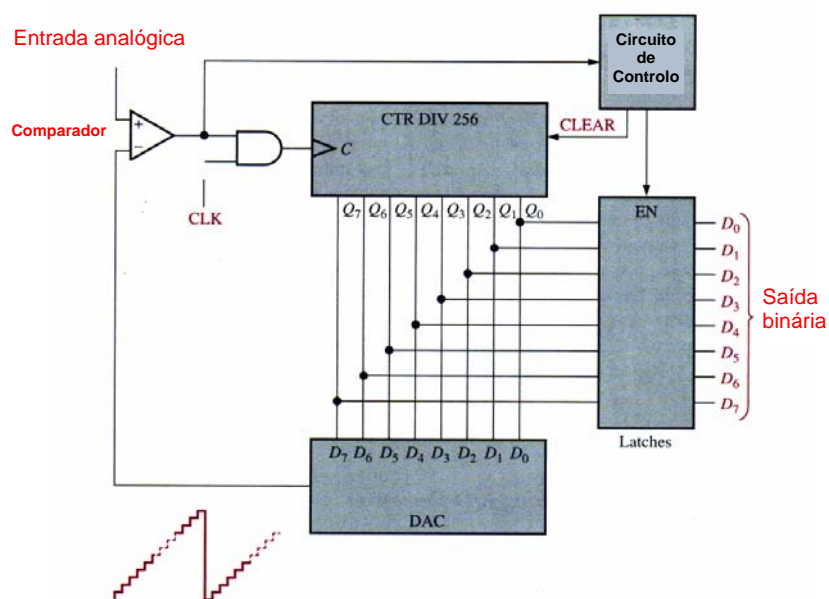 Entrada analógica
Circuito
de
Controlo
Comparador
+
−
CTR DIV 256
C
CLEAR
CLK
Q7 Q6 Q5 Q4 Q3 Q2 Q1 Q0
EN
D0
D1
D2
D3
D4
D5
D6
D7
Saída
binária
Latches
D7 D6 D5 D4 D3 D2 D1 D0
DAC